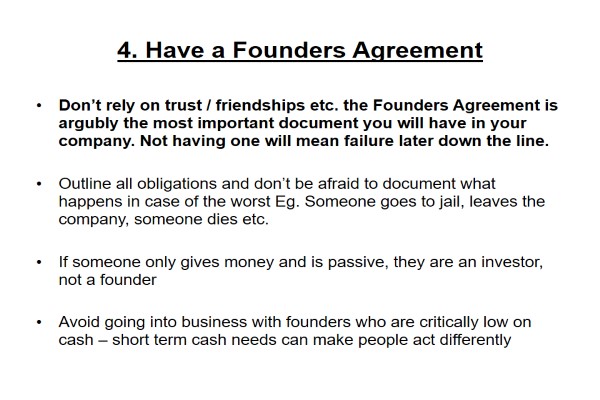 4. Have a Founders Agreement
• Don’t rely on trust / friendships etc. the Founders Agreement is
argubly the most important document you will have in your
company. Not having one will mean failure later down the line.
• Outline all obligations and don’t be afraid to document what
happens in case of the worst Eg. Someone goes to jail, leaves the
company, someone dies etc.
• If someone only gives money and is passive, they are an investor,
not a founder
• Avoid going into business with founders who are critically low on
cash – short term cash needs can make people act differently